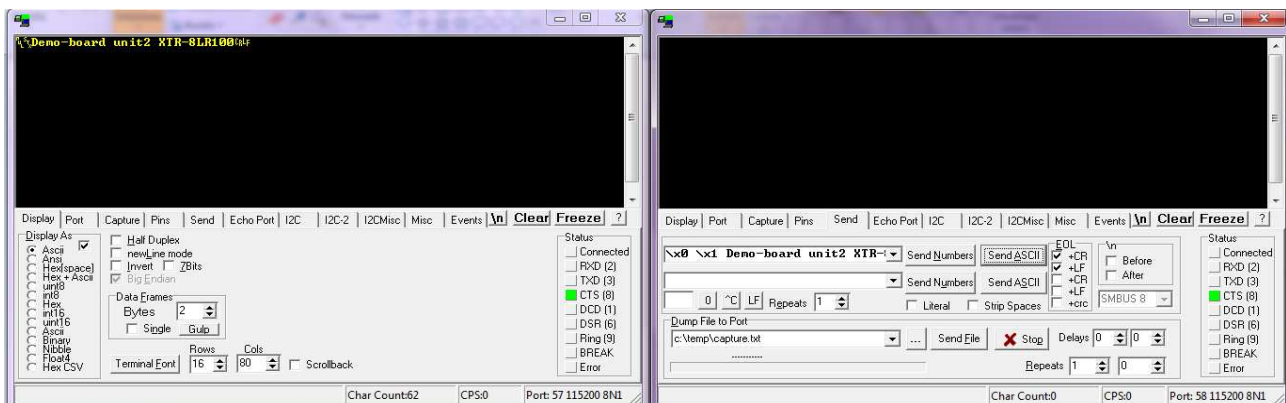 Demo-board unit2 XTR-8LR100CRLF
Display Port Capture Pins Send Echo Port I2C I2C-2 I2CMisc Misc Events \n Clear Freeze ?
Display As
Ascii
Ansi
Hex[space]
Hex + Ascii
uint8
int8
Hex
int16
uint16
Ascii
Binary
Nibble
Float4
Hex CSV
Half Duplex
newLine mode
Invert 7Bits
Big Endian
Data Frames
Bytes 2
Single Gulp
Rows Cols
Terminal Font 16 80 Scrollback
Status
Connected
RXD (2)
TXD (3)
CTS (8)
DCD (1)
DSR (6)
Ring (9)
BREAK
Error
Char Count:62 CPS:0 Port: 57 115200 8N1
Display Port Capture Pins Send Echo Port I2C I2C-2 I2CMisc Misc Events \n Clear Freeze ?
\x0 \x1 Demo-board unit2 XTR- Send Numbers Send ASCII
Send Numbers Send ASCII
0 ^C LF Repeats 1 Literal Strip Spaces
EOL
+CR
+LF
+CR
+LF
+crc
\n
Before
After
SMBUS 8
Dump File to Port
c:\temp\capture.txt ... Send File Stop Delays 0 0
Repeats 1 0
Status
Connected
RXD (2)
TXD (3)
CTS (8)
DCD (1)
DSR (6)
Ring (9)
BREAK
Error
Char Count:0 CPS:0 Port: 58 115200 8N1